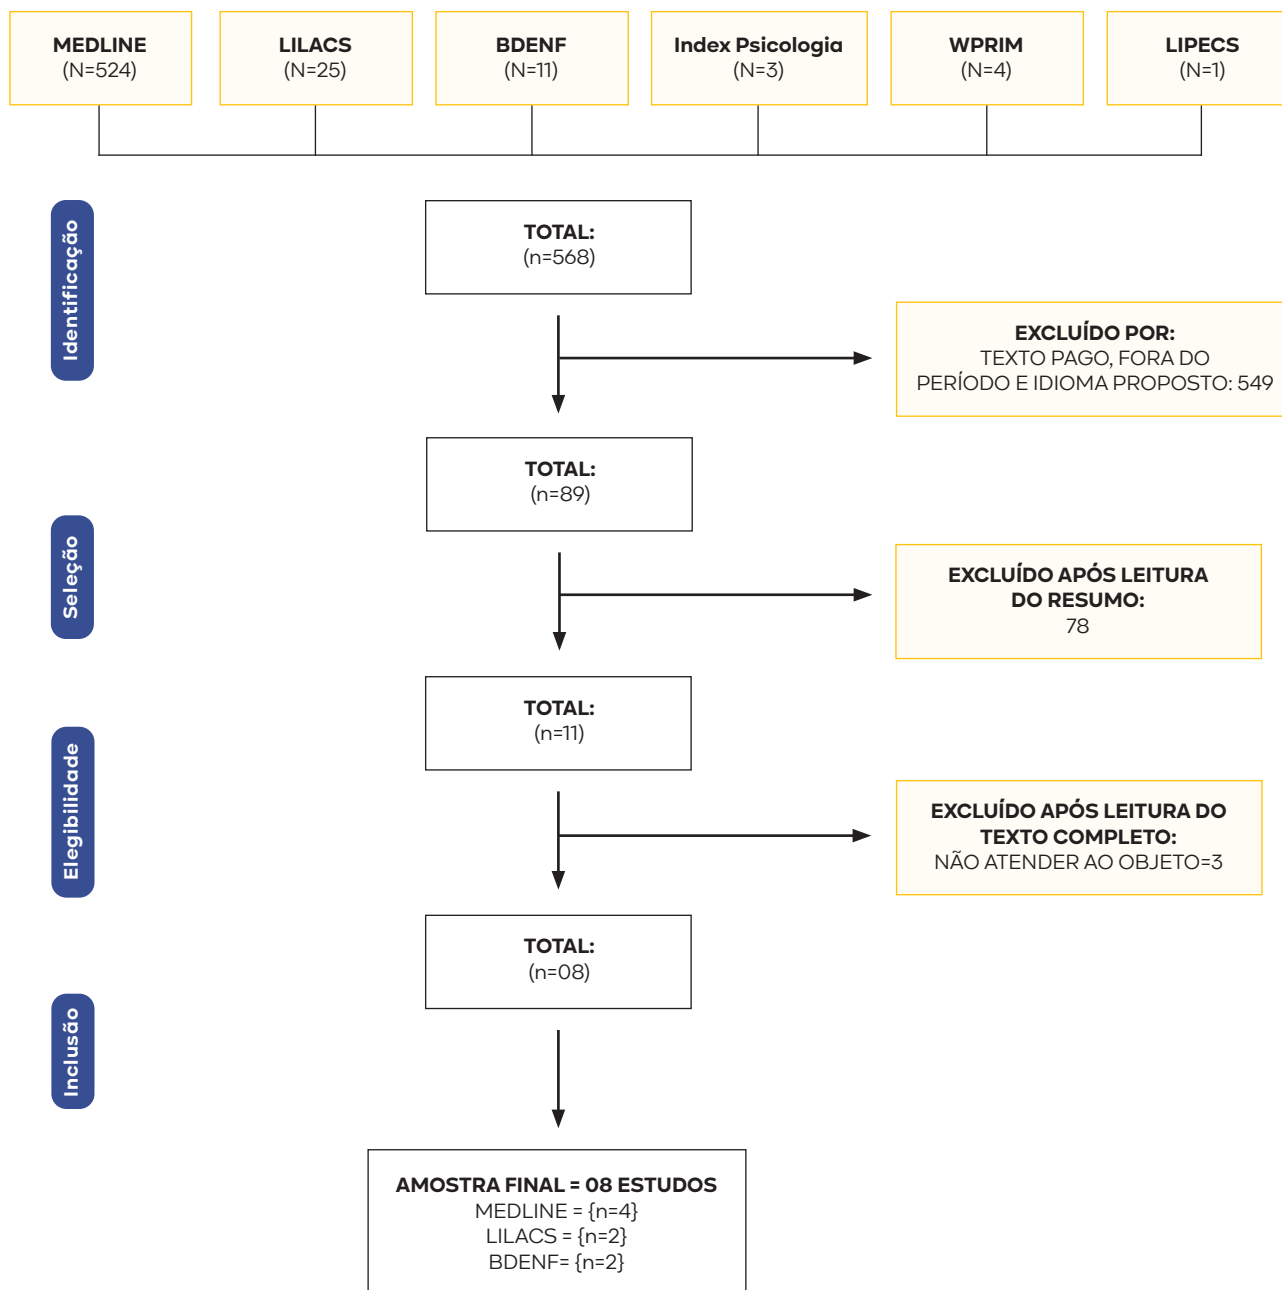 MEDLINE
(N=524)
LILACS
(N=25)
BDENF
(N=11)
Index Psicologia
(N=3)
WPRIM
(N=4)
LIPECS
(N=1)
Identificação
TOTAL:
(n=568)
EXCLUÍDO POR:
TEXTO PAGO, FORA DO
PERÍODO E IDIOMA PROPOSTO: 549
TOTAL:
(n=89)
Seleção
EXCLUÍDO APÓS LEITURA
DO RESUMO:
78
TOTAL:
(n=11)
Elegibilidade
EXCLUÍDO APÓS LEITURA DO
TEXTO COMPLETO:
NÃO ATENDER AO OBJETO=3
TOTAL:
(n=08)
Inclusão
AMOSTRA FINAL = 08 ESTUDOS
MEDLINE = {n=4}
LILACS = {n=2}
BDENF= {n=2}